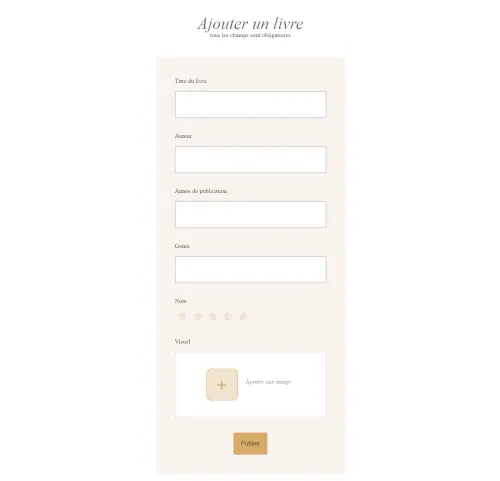 Ajouter un livre
tous les champs sont obligatoires
Titre du livre
Auteur
Année de publication
Genre
Note
Visuel
+
Ajouter une image
Publier